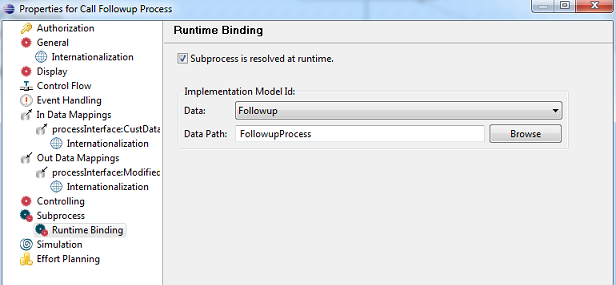 Properties for Call Followup Process
Authorization
General
Internationalization
Display
Control Flow
Event Handling
In Data Mappings
processInterface:CustData
Internationalization
Out Data Mappings
processInterface:Modified
Internationalization
Controlling
Subprocess
Runtime Binding
Simulation
Effort Planning
Runtime Binding
Subprocess is resolved at runtime.
Implementation Model Id:
Data: Followup
Data Path: FollowupProcess Browse